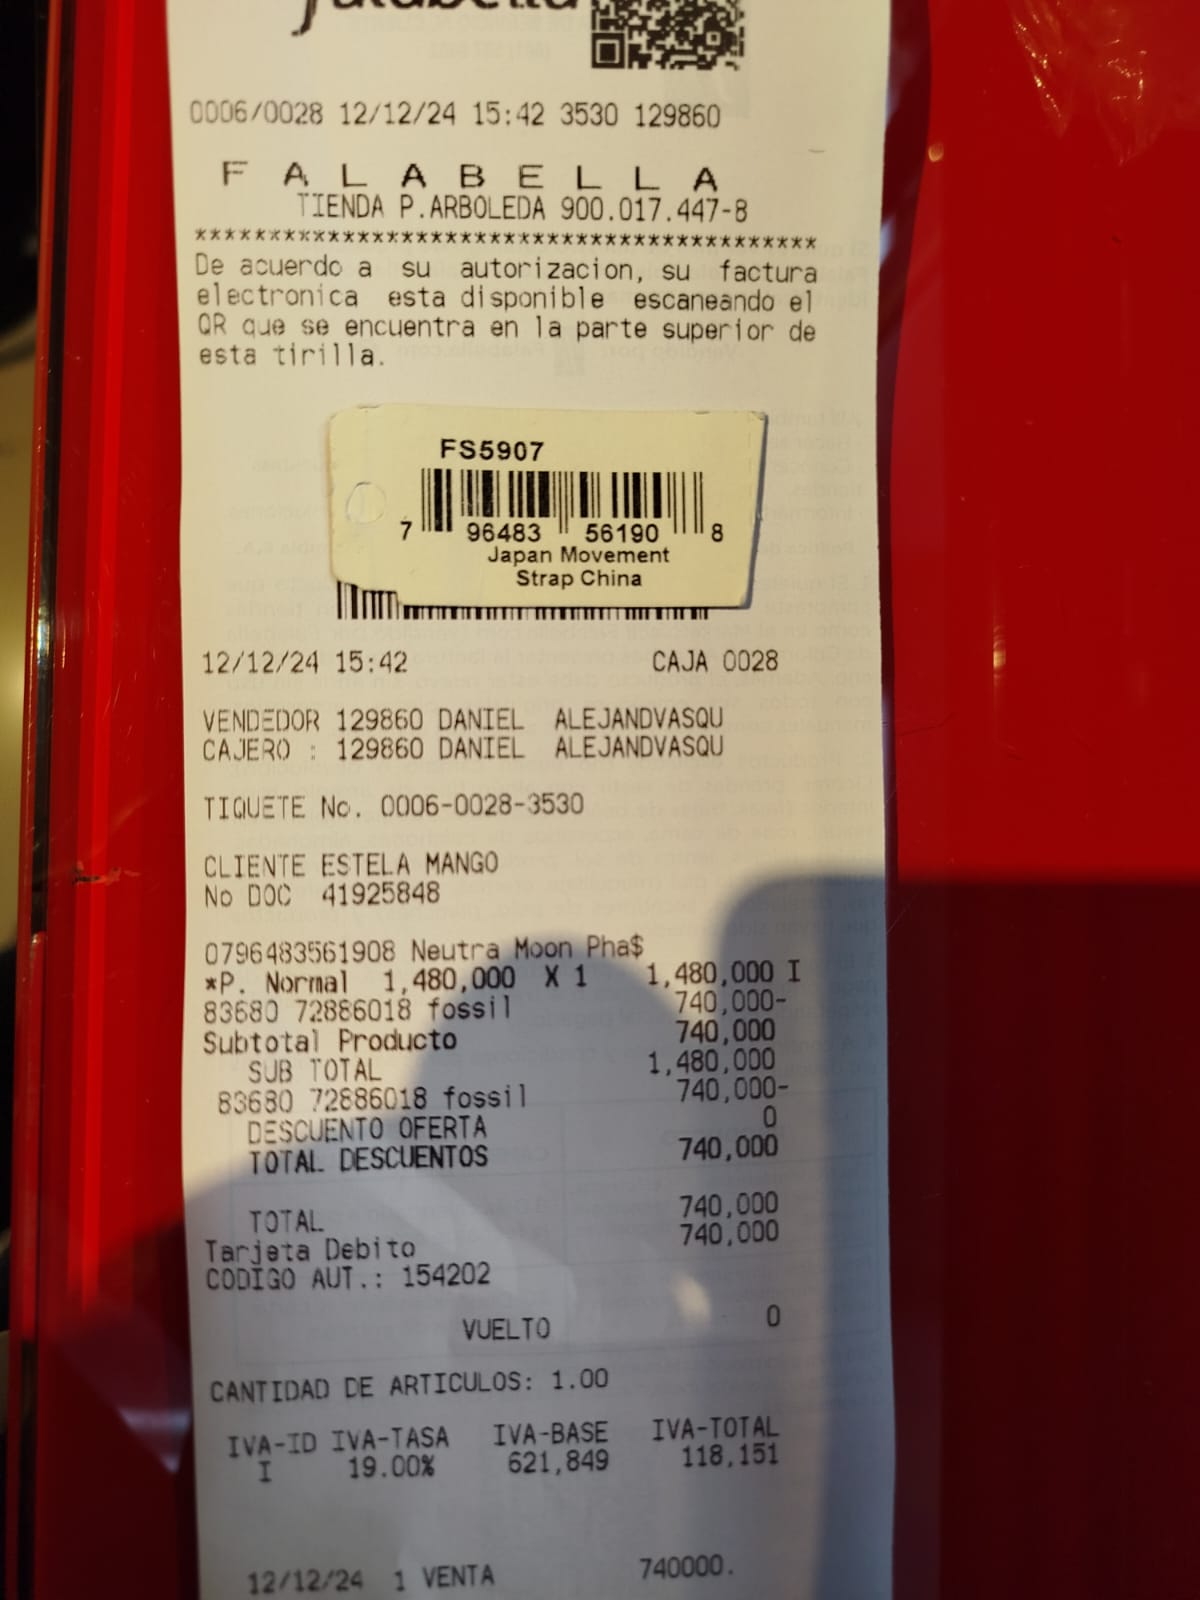 falabella
0006/0028 12/12/24 15:42 3530 129860
F A L A B E L L A
TIENDA P.ARBOLEDA 900.017.447-8
******************************************
De acuerdo a su autorizacion, su factura
electronica esta disponible escaneando el
QR que se encuentra en la parte superior de
esta tirilla.
FS5907
7 96483 56190 8
Japan Movement
Strap China
12/12/24 15:42 CAJA 0028
VENDEDOR 129860 DANIEL ALEJANDVASQU
CAJERO : 129860 DANIEL ALEJANDVASQU
TIQUETE No. 0006-0028-3530
CLIENTE ESTELA MANGO
No DOC 41925848
0796483561908 Neutra Moon Pha$
*P. Normal 1,480,000 X 1 1,480,000 I
83680 72886018 fossil 740,000-
Subtotal Producto 740,000
SUB TOTAL 1,480,000
83680 72886018 fossil 740,000-
DESCUENTO OFERTA 0
TOTAL DESCUENTOS 740,000
TOTAL 740,000
Tarjeta Debito 740,000
CODIGO AUT.: 154202
VUELTO 0
CANTIDAD DE ARTICULOS: 1.00
IVA-ID IVA-TASA IVA-BASE IVA-TOTAL
I 19.00% 621,849 118,151
12/12/24 1 VENTA 740000.